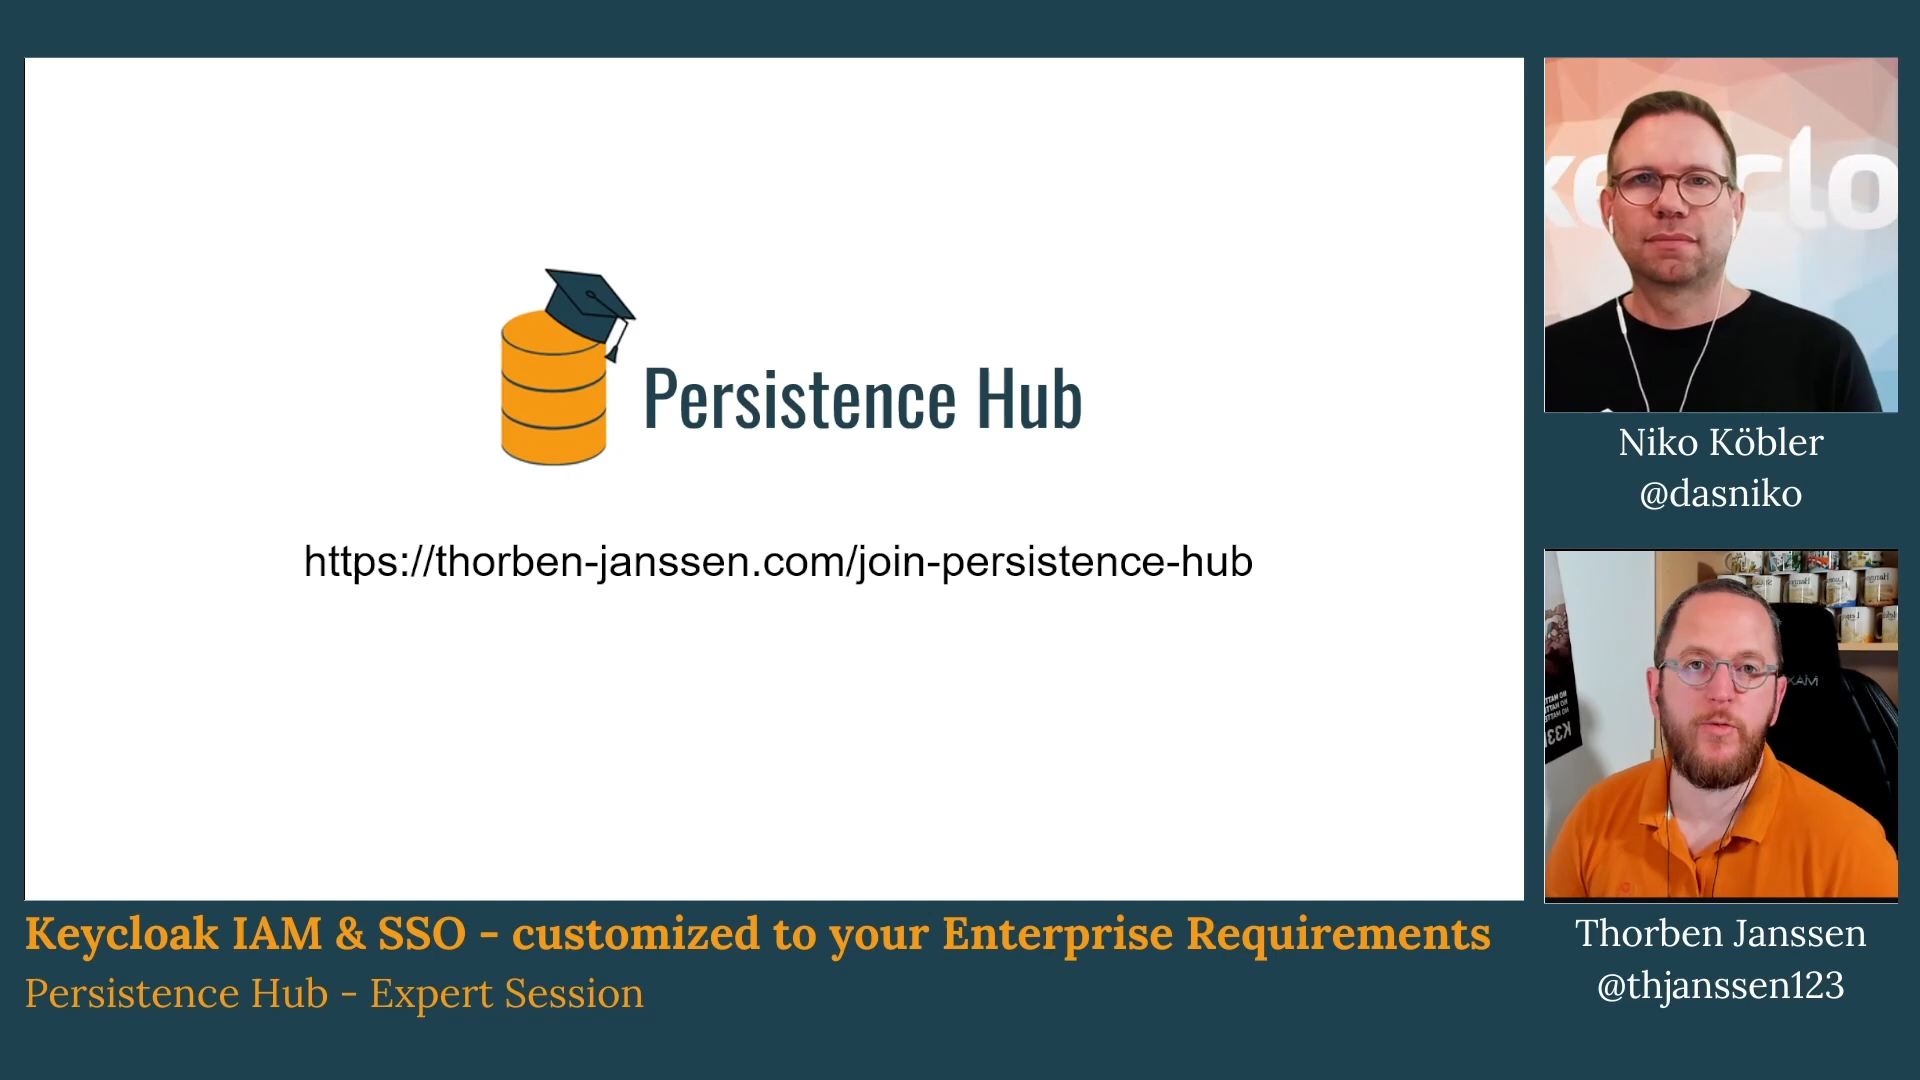 Persistence Hub
https://thorben-janssen.com/join-persistence-hub
Keycloak IAM & SSO - customized to your Enterprise Requirements
Persistence Hub - Expert Session
Niko Köbler
@dasniko
Thorben Janssen
@thjanssen123